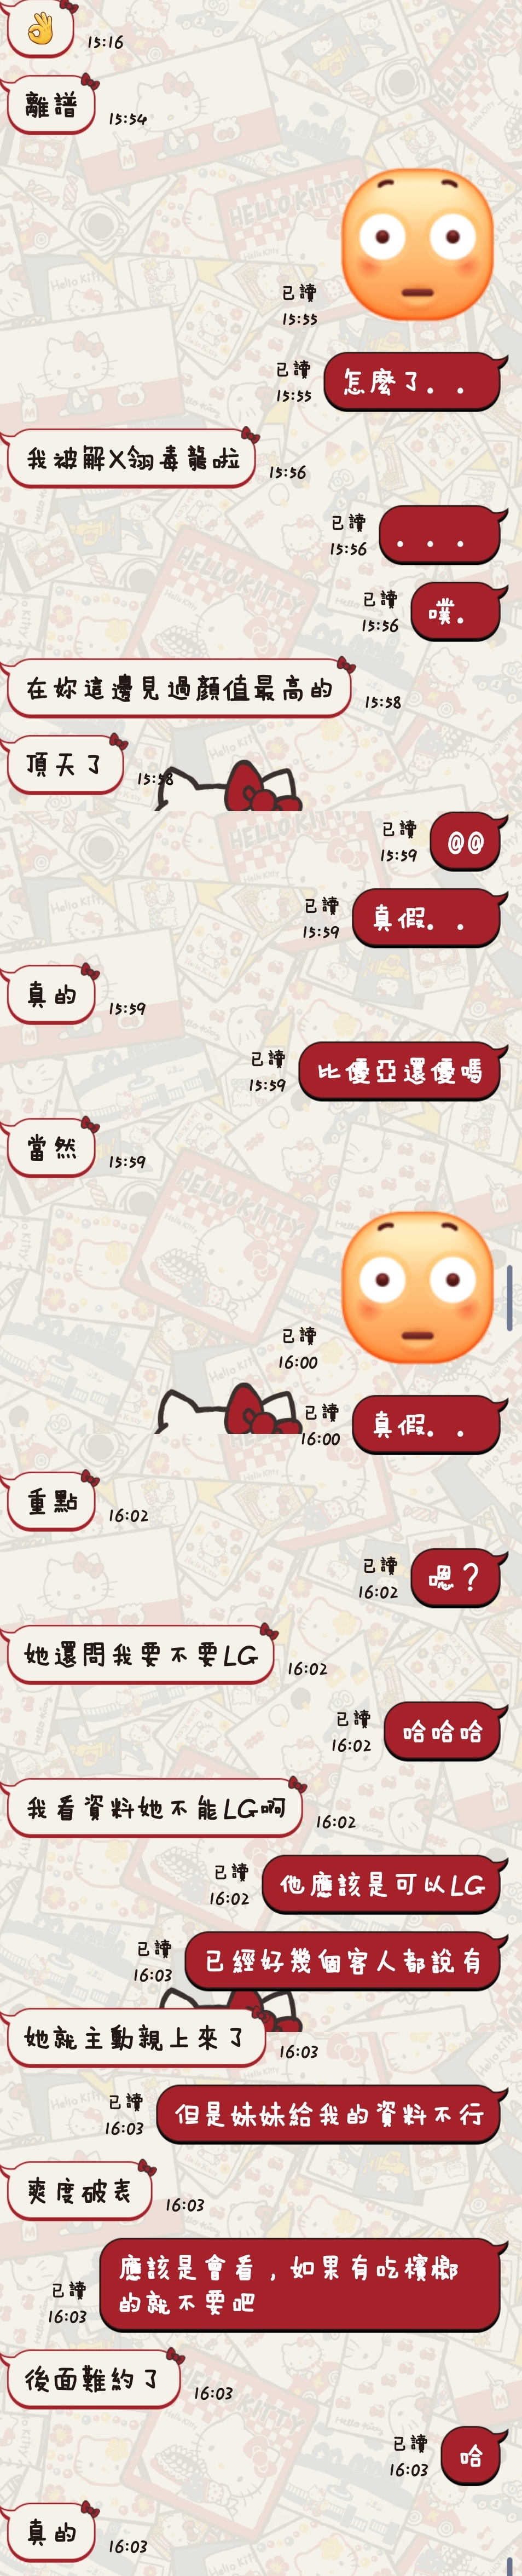 👌
15:16
離譜
15:54
已讀
15:55
已讀
15:55
怎麼了. .
我被解X翎毒龍啦
15:56
已讀
15:56
. . .
已讀
15:56
噗.
在妳這邊見過顏值最高的
15:58
頂天了
15:58
已讀
15:59
@@
已讀
15:59
真假. .
真的
15:59
已讀
15:59
比優亞還優嗎
當然
15:59
已讀
16:00
已讀
16:00
真假. .
重點
16:02
已讀
16:02
嗯？
她還問我要不要LG
16:02
已讀
16:02
哈哈哈
我看資料她不能LG啊
16:02
已讀
16:02
他應該是可以LG
已讀
16:03
已經好幾個客人都說有
她就主動親上來了
16:03
已讀
16:03
但是妹妹給我的資料不行
爽度破表
16:03
已讀
16:03
應該是會看，如果有吃檳榔
的就不要吧
後面難約了
16:03
已讀
16:03
哈
真的
16:03
HELLO KITTY
Hello Kitty